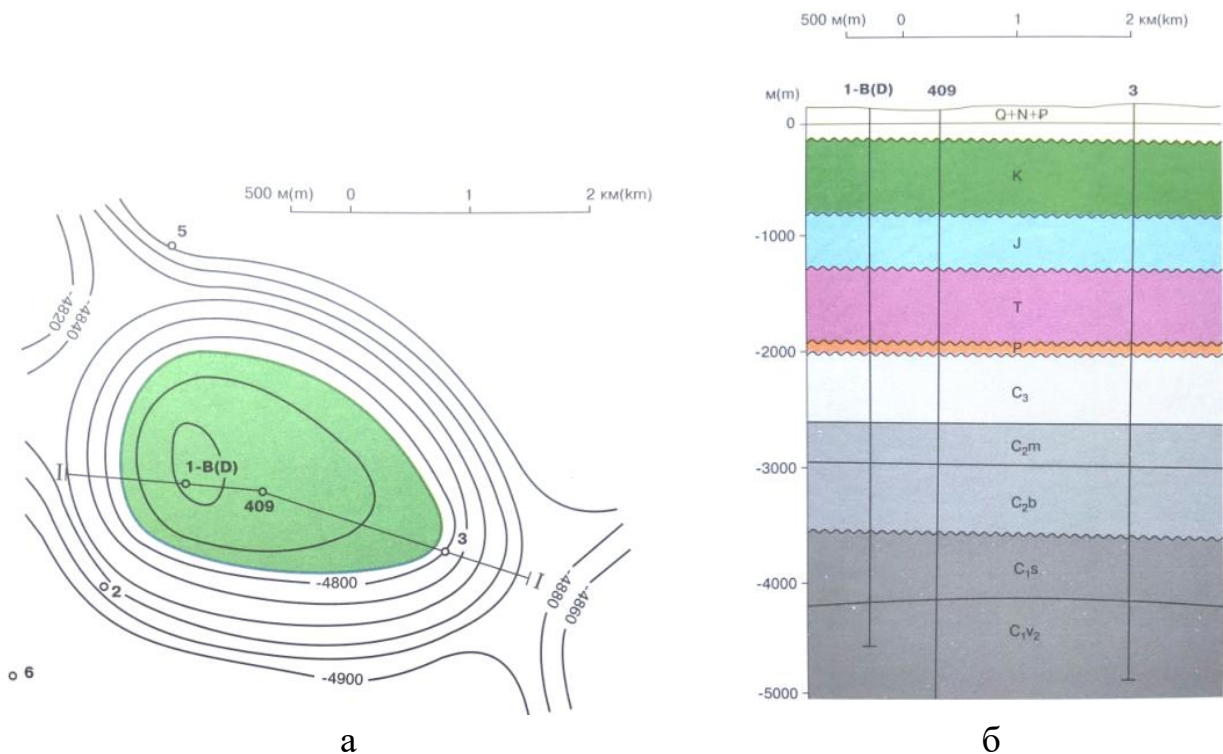 500 м(m) 0 1 2 км(km)
5
-4820
-4840
1-В(D)
I
409
3
I
-4800
2
-4880
-4860
6
-4900
а
500 м(m) 0 1 2 км(km)
м(m) 1-В(D) 409 3
0
Q+N+₽
K
-1000
J
T
-2000
P
C₃
C₂m
-3000
C₂b
C₁s
-4000
C₁v₂
-5000
б